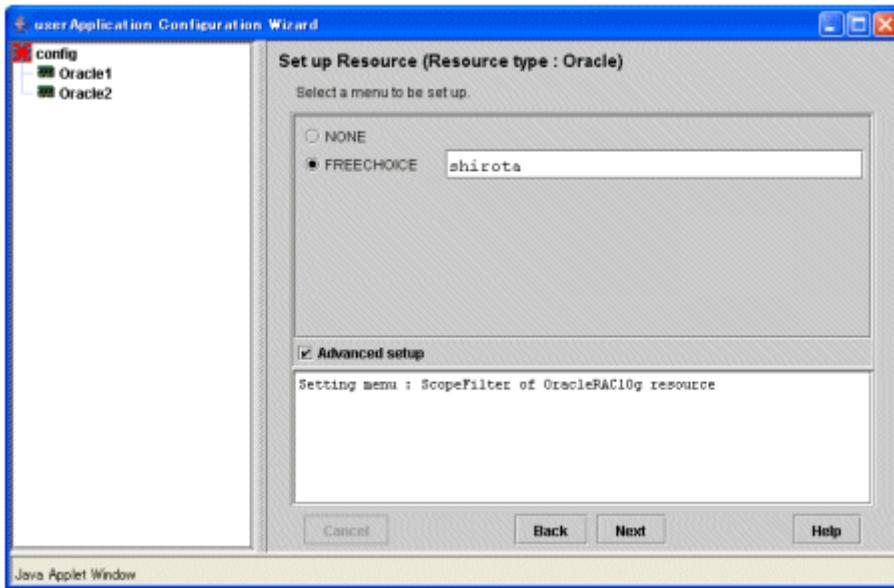 userApplication Configuration Wizard
config
Oracle1
Oracle2
Set up Resource (Resource type : Oracle)
Select a menu to be set up.
NONE
FREECHOICE
shirota
Advanced setup
Setting menu : ScopeFilter of OracleRAC10g resource
Cancel
Back
Next
Help
Java Applet Window